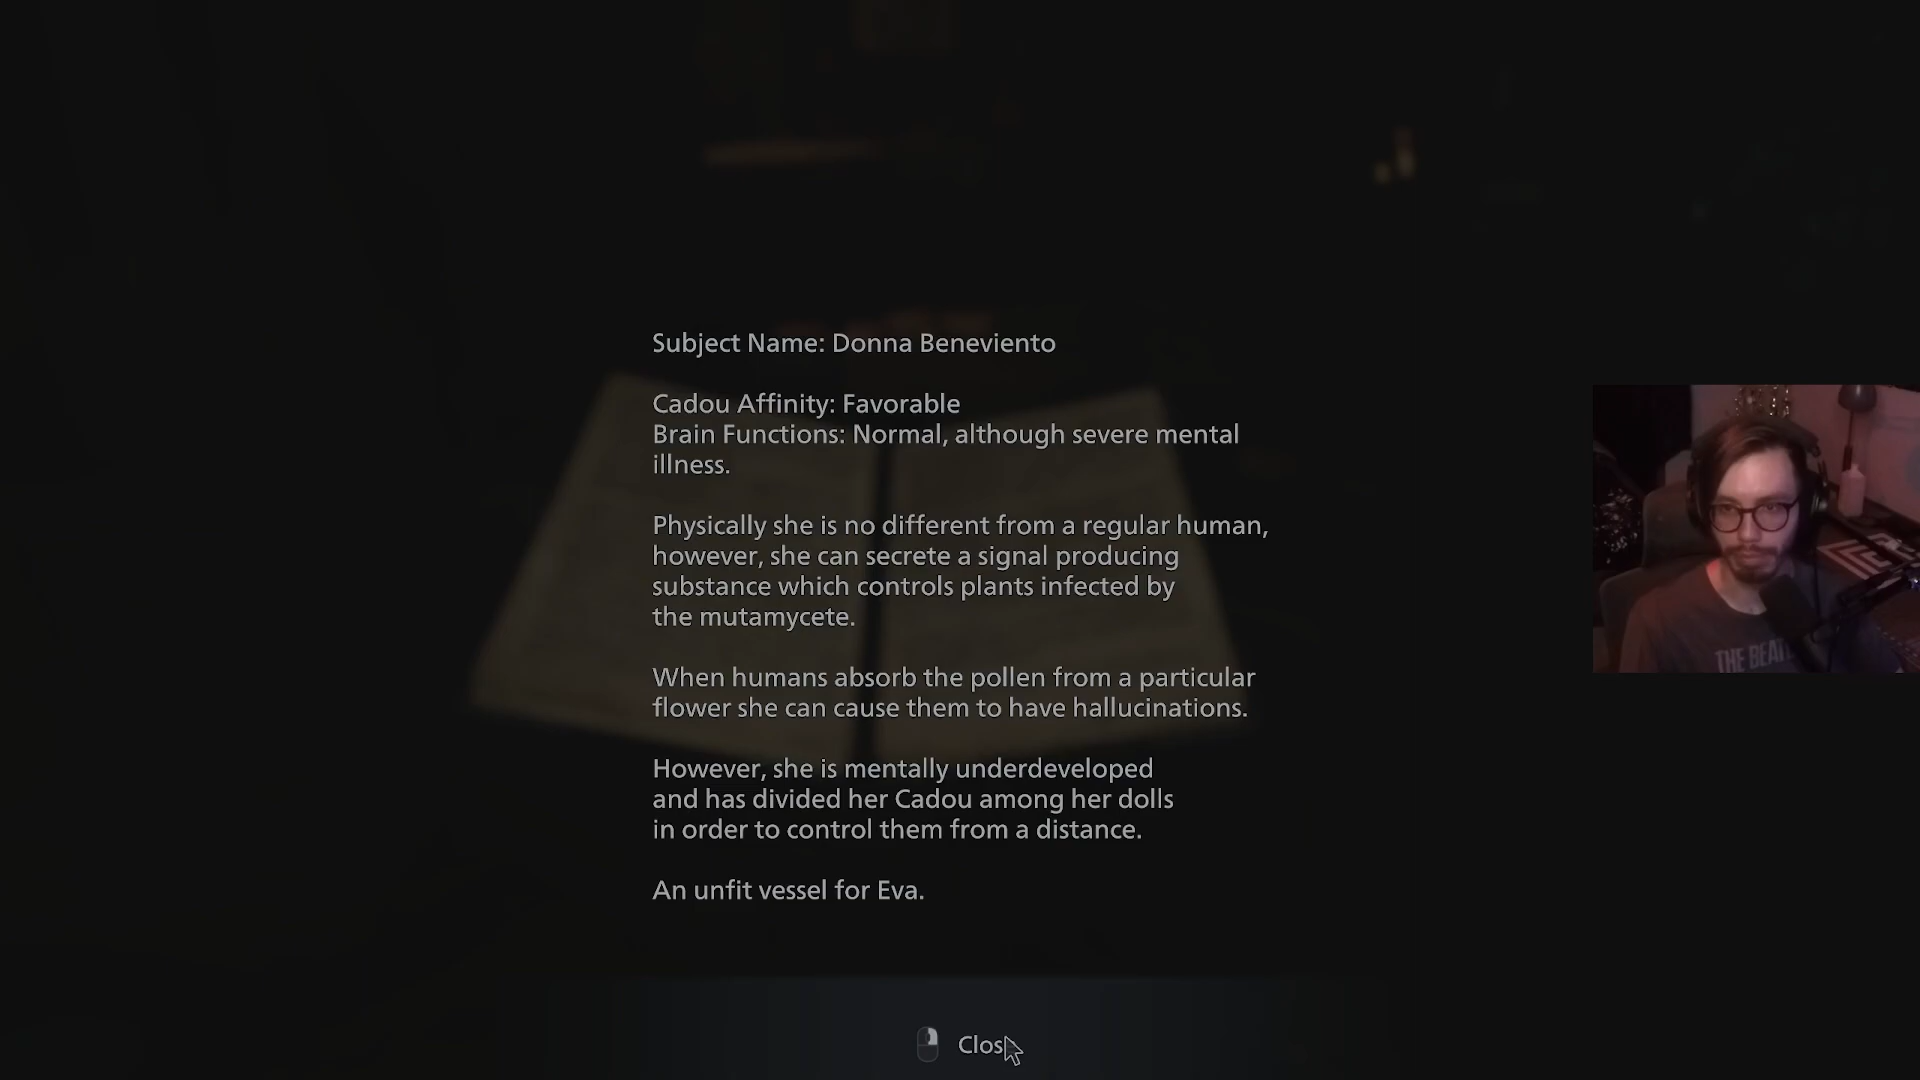 Subject Name: Donna Beneviento
Cadou Affinity: Favorable
Brain Functions: Normal, although severe mental
illness.
Physically she is no different from a regular human,
however, she can secrete a signal producing
substance which controls plants infected by
the mutamycete.
When humans absorb the pollen from a particular
flower she can cause them to have hallucinations.
However, she is mentally underdeveloped
and has divided her Cadou among her dolls
in order to control them from a distance.
An unfit vessel for Eva.
THE BEAT
Clos